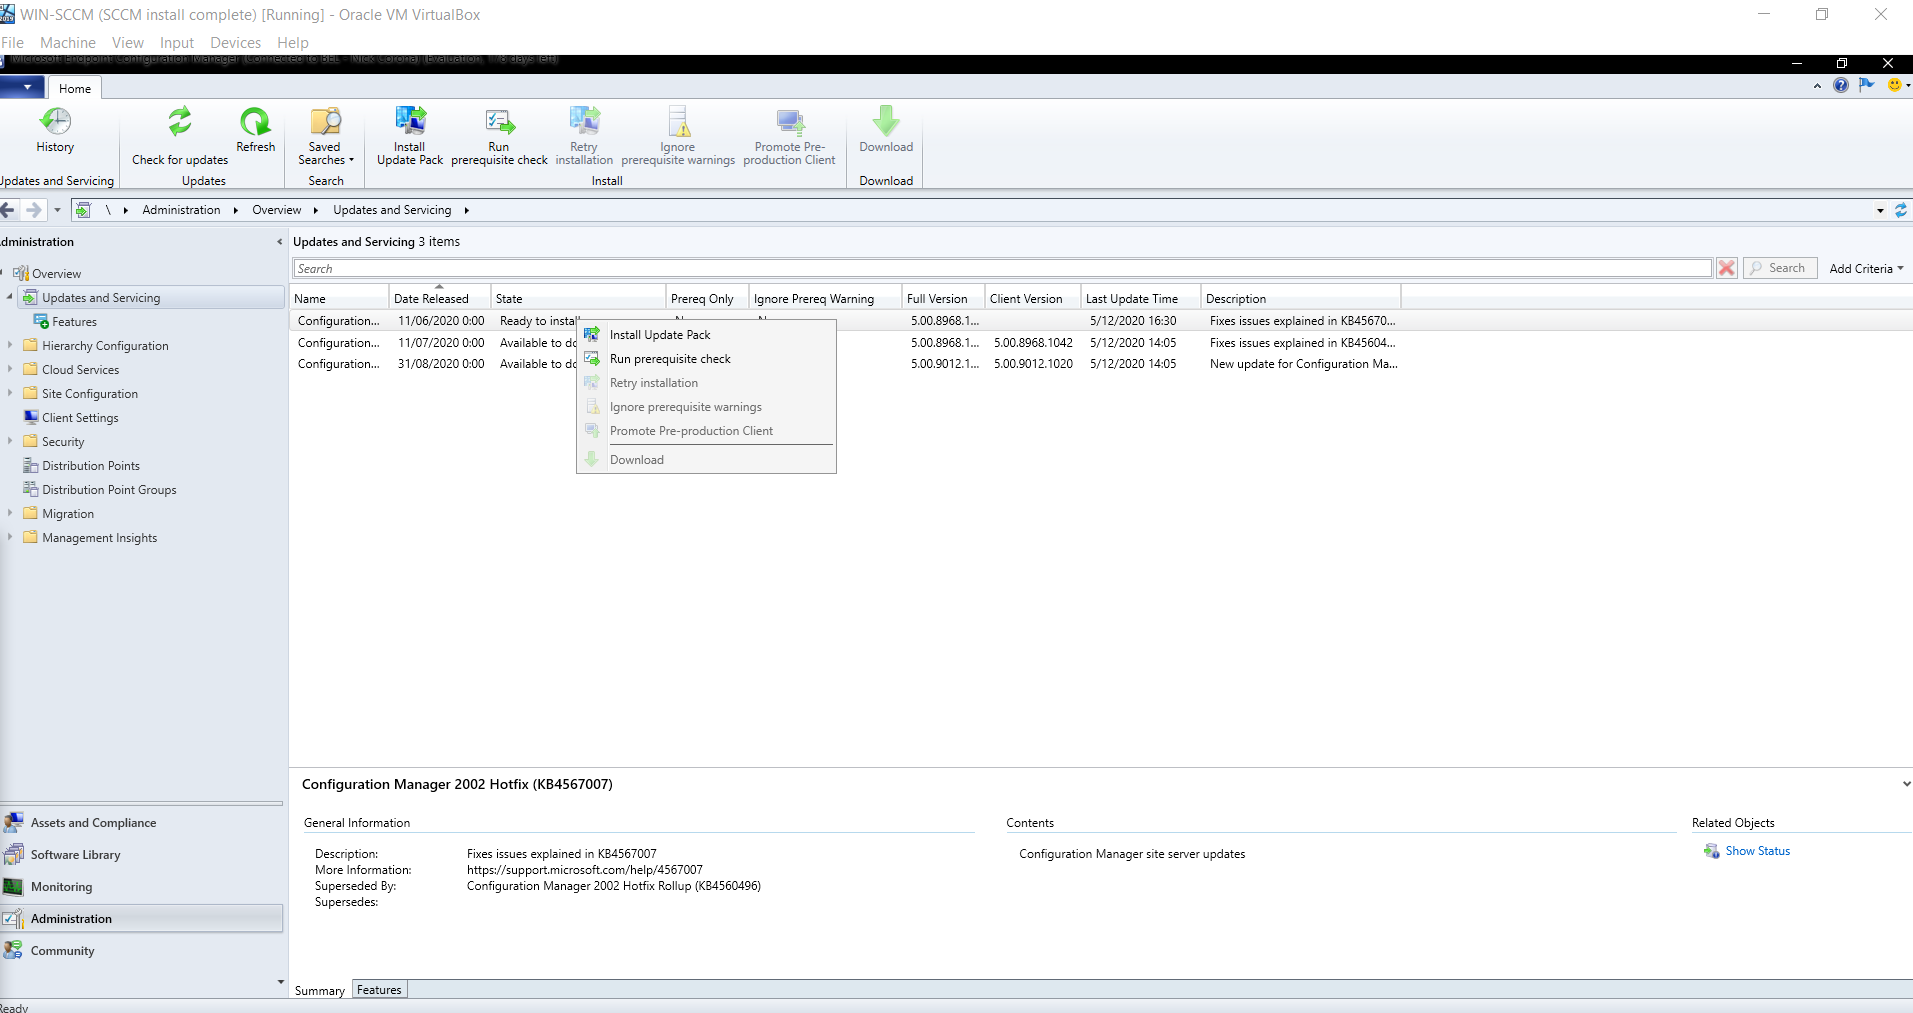 WIN-SCCM (SCCM install complete) [Running] - Oracle VM VirtualBox
File Machine View Input Devices Help
Microsoft Endpoint Configuration Manager (Connected to BEL - Nick Corona) (Evaluation, 178 days left)
Home
History
Check for updates
Refresh
Saved Searches
Install Update Pack
Run prerequisite check
Retry installation
Ignore prerequisite warnings
Promote Pre-production Client
Download
Updates and Servicing
Updates
Search
Install
Download
\ Administration Overview Updates and Servicing
Administration
Overview
Updates and Servicing
Features
Hierarchy Configuration
Cloud Services
Site Configuration
Client Settings
Security
Distribution Points
Distribution Point Groups
Migration
Management Insights
Assets and Compliance
Software Library
Monitoring
Administration
Community
Updates and Servicing 3 items
Search
Search
Add Criteria
Name Date Released State Prereq Only Ignore Prereq Warning Full Version Client Version Last Update Time Description
Configuration... 11/06/2020 0:00 Ready to install 5.00.8968.1... 5/12/2020 16:30 Fixes issues explained in KB45670...
Configuration... 11/07/2020 0:00 Available to do 5.00.8968.1... 5.00.8968.1042 5/12/2020 14:05 Fixes issues explained in KB45604...
Configuration... 31/08/2020 0:00 Available to do 5.00.9012.1... 5.00.9012.1020 5/12/2020 14:05 New update for Configuration Ma...
Install Update Pack
Run prerequisite check
Retry installation
Ignore prerequisite warnings
Promote Pre-production Client
Download
Configuration Manager 2002 Hotfix (KB4567007)
General Information
Description: Fixes issues explained in KB4567007
More Information: https://support.microsoft.com/help/4567007
Superseded By: Configuration Manager 2002 Hotfix Rollup (KB4560496)
Supersedes:
Contents
Configuration Manager site server updates
Related Objects
Show Status
Summary Features
Ready